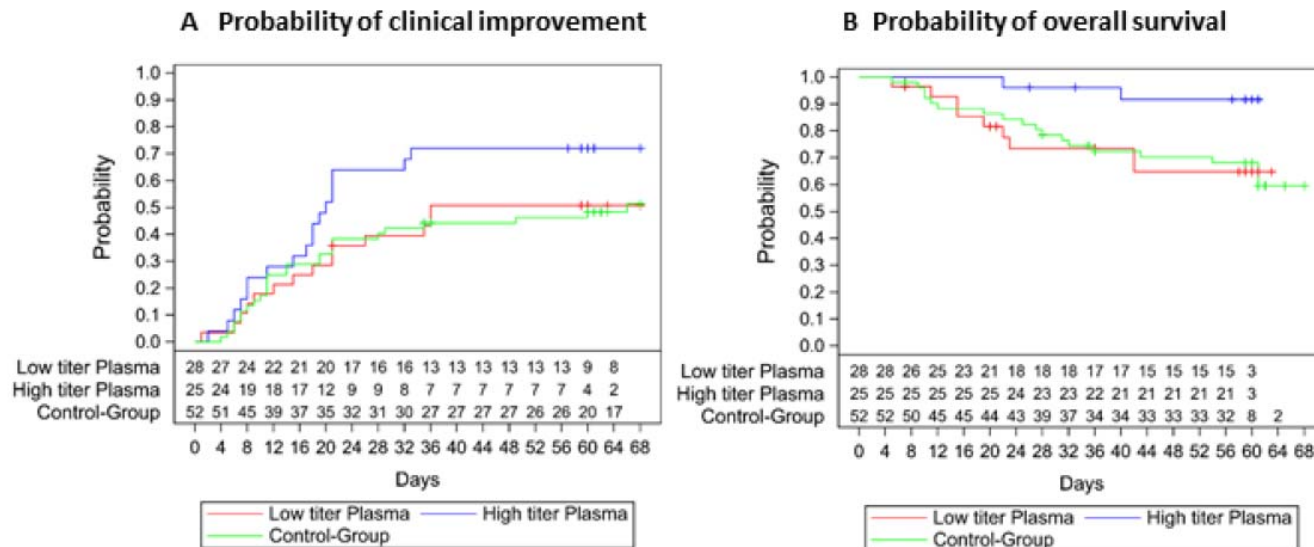 A Probability of clinical improvement
1.0
0.9
0.8
0.7
0.6
0.5
0.4
0.3
0.2
0.1
0.0
Probability
Low titer Plasma 28 27 24 22 21 20 17 16 16 13 13 13 13 13 13 9 8
High titer Plasma 25 24 19 18 17 12 9 9 8 7 7 7 7 7 7 4 2
Control-Group 52 51 45 39 37 35 32 31 30 27 27 27 27 26 26 20 17
0 4 8 12 16 20 24 28 32 36 40 44 48 52 56 60 64 68
Days
Low titer Plasma High titer Plasma
Control-Group
B Probability of overall survival
1.0
0.9
0.8
0.7
0.6
0.5
0.4
0.3
0.2
0.1
0.0
Probability
Low titer Plasma 28 28 26 25 23 21 18 18 18 17 17 15 15 15 15 3
High titer Plasma 25 25 25 25 25 25 24 23 23 22 21 21 21 21 21 3
Control-Group 52 52 50 45 45 44 43 39 37 34 34 33 33 33 32 8 2
0 4 8 12 16 20 24 28 32 36 40 44 48 52 56 60 64 68
Days
Low titer Plasma High titer Plasma
Control-Group